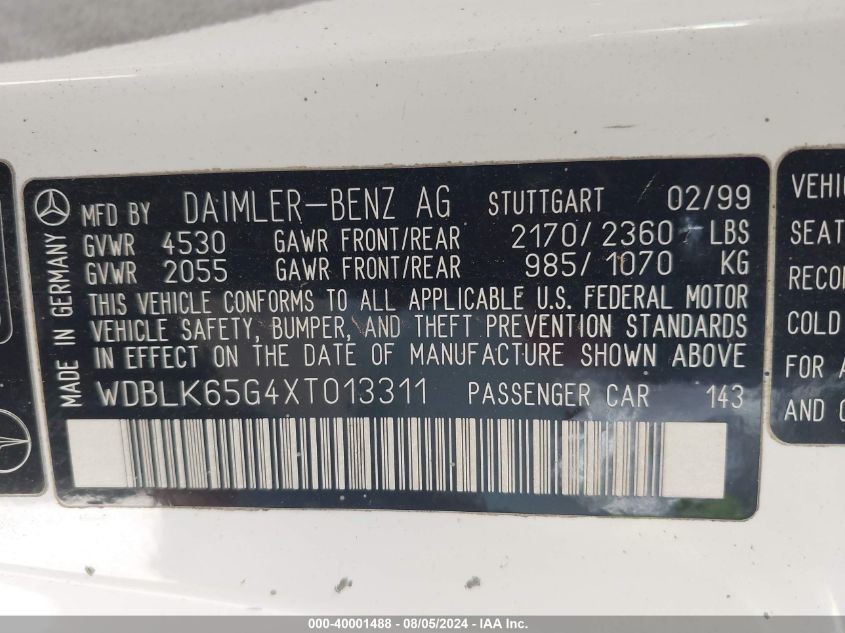 MADE IN GERMANY
MFD BY DAIMLER-BENZ AG STUTTGART 02/99
GVWR 4530 GAWR FRONT/REAR 2170/2360 LBS
GVWR 2055 GAWR FRONT/REAR 985/1070 KG
THIS VEHICLE CONFORMS TO ALL APPLICABLE U.S. FEDERAL MOTOR
VEHICLE SAFETY, BUMPER, AND THEFT PREVENTION STANDARDS
IN EFFECT ON THE DATE OF MANUFACTURE SHOWN ABOVE
WDBLK65G4XT013311 PASSENGER CAR 143
VEHI
SEAT
RECO
COLD
FOR A
AND
000-40001488 - 08/05/2024 - IAA Inc.